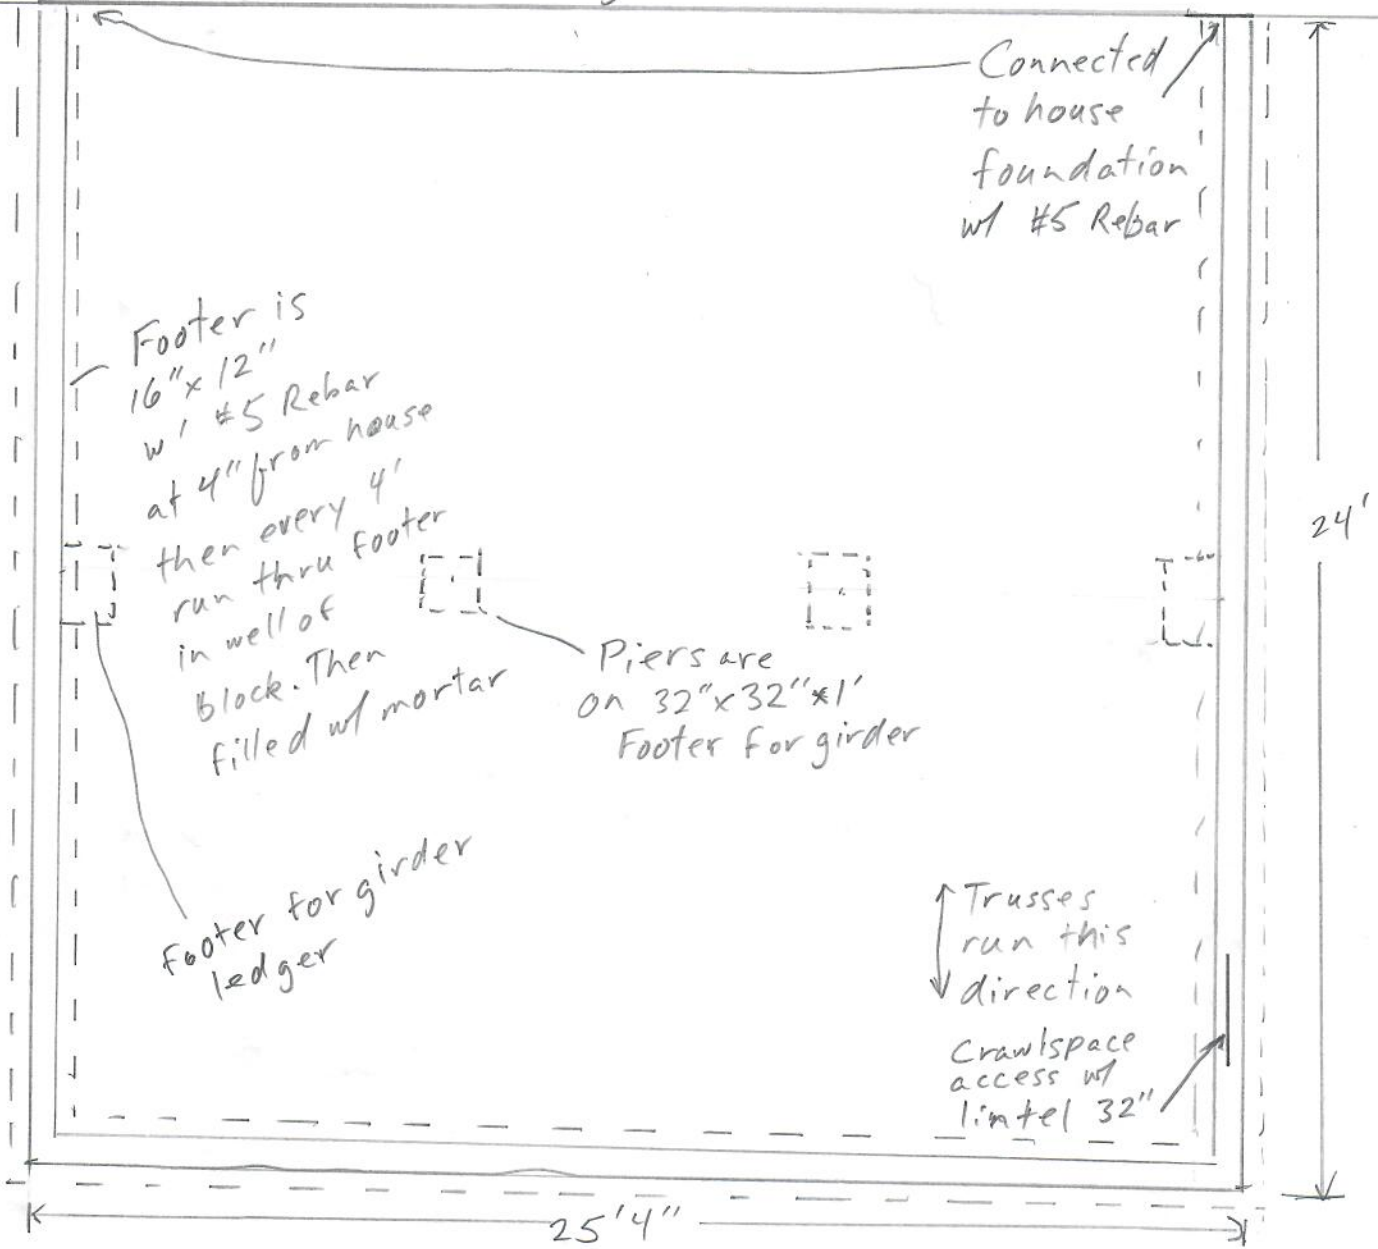 Connected
to house
foundation
w/ #5 Rebar
Footer is
16"x12"
w/ #5 Rebar
at 4" from house
then every 4'
run thru footer
in well of
block. Then
filled w/ mortar
24'
Piers are
on 32"x32"x1'
Footer for girder
Footer for girder
ledger
Trusses
run this
direction
Crawlspace
access w/
lintel 32"
25'4"